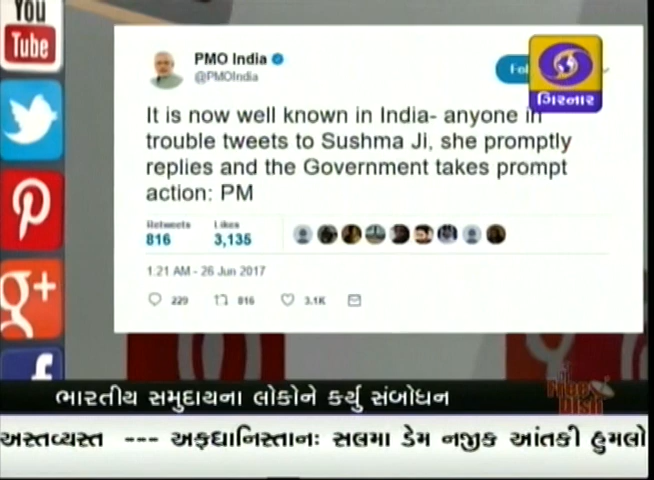 You
Tube
PMO India
@PMOIndia
Fol
ગિરનાર
It is now well known in India- anyone in
trouble tweets to Sushma Ji, she promptly
replies and the Government takes prompt
action: PM
Retweets Likes
816 3,135
1:21 AM - 26 Jun 2017
229 816 3.1K
g+
f
ભારતીય સમુદાયના લોકોને કર્યુ સંબોધન
Free
Dish
અસ્તવ્યસ્ત --- અફઘાનિસ્તાનઃ સલમા ડેમ નજીક આંતકી હુમલો